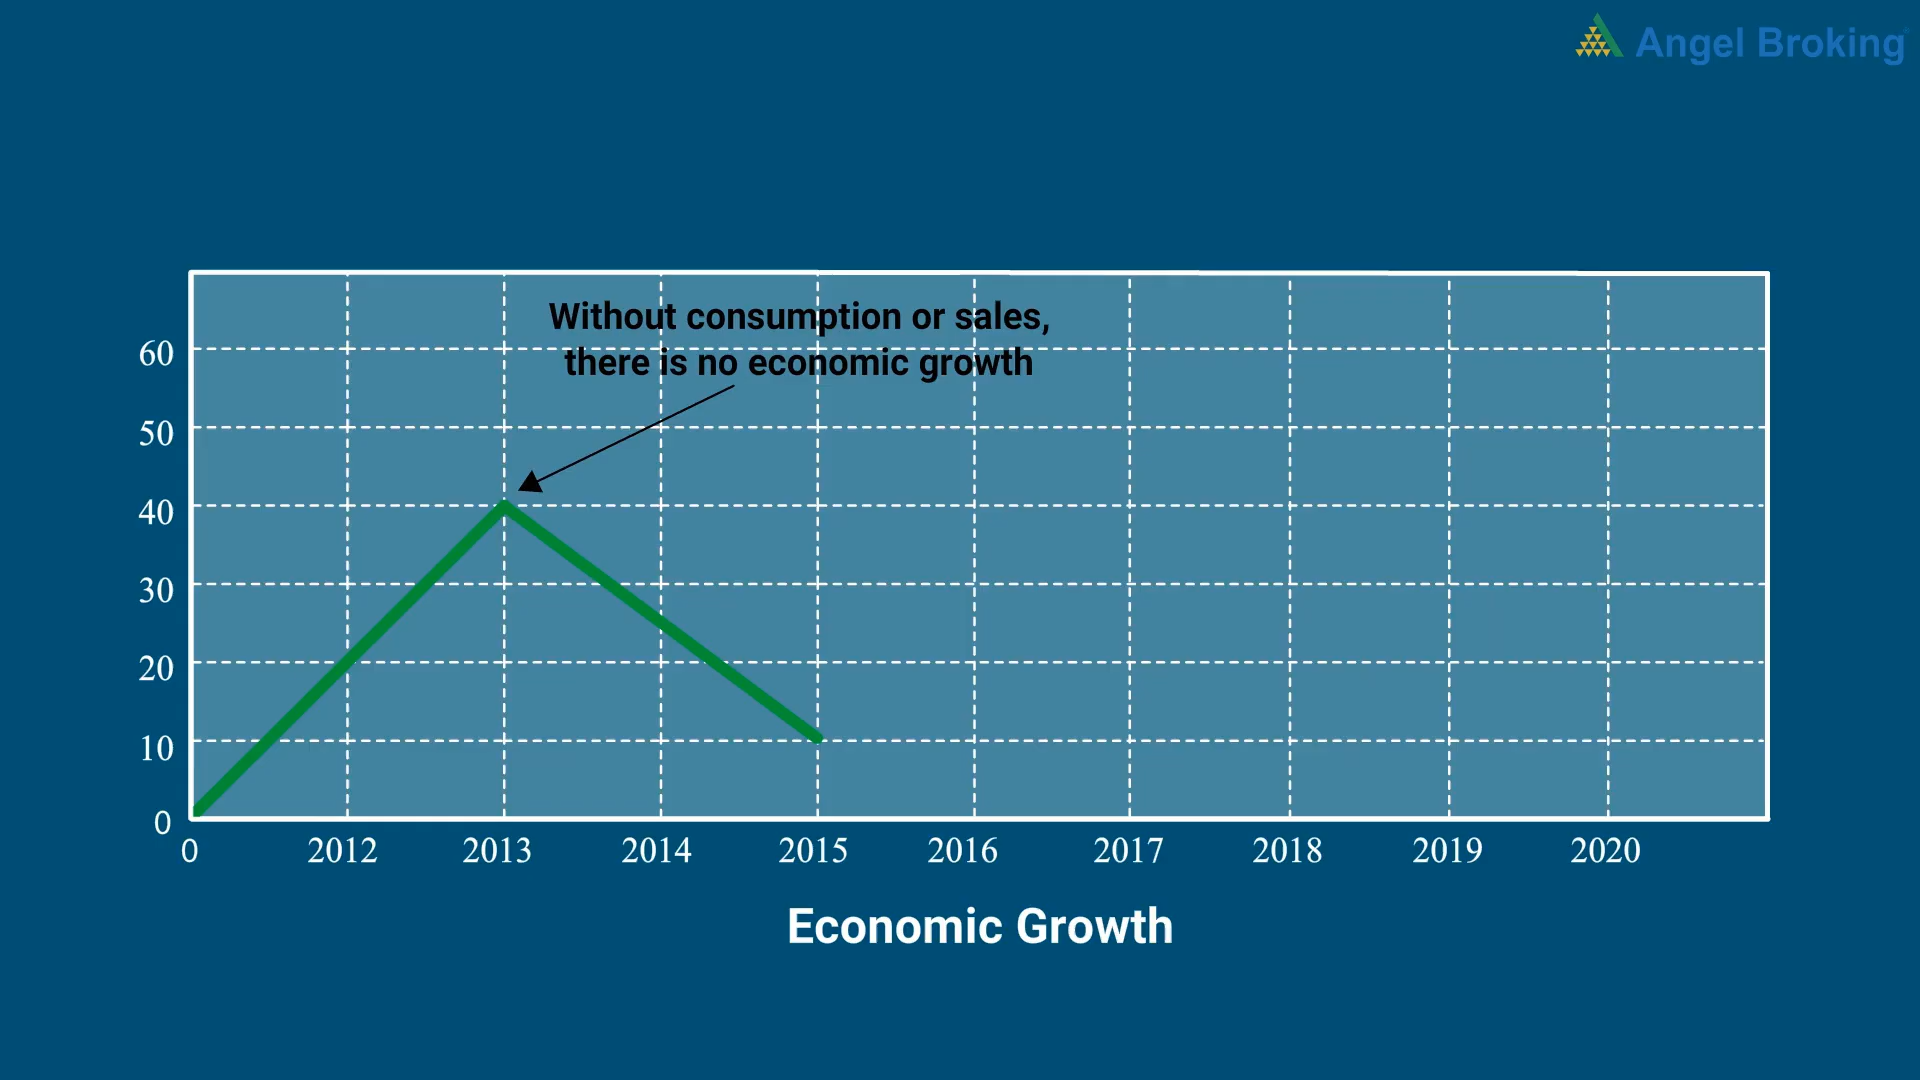 Angel Broking
Without consumption or sales,
there is no economic growth
60
50
40
30
20
10
0
0 2012 2013 2014 2015 2016 2017 2018 2019 2020
Economic Growth